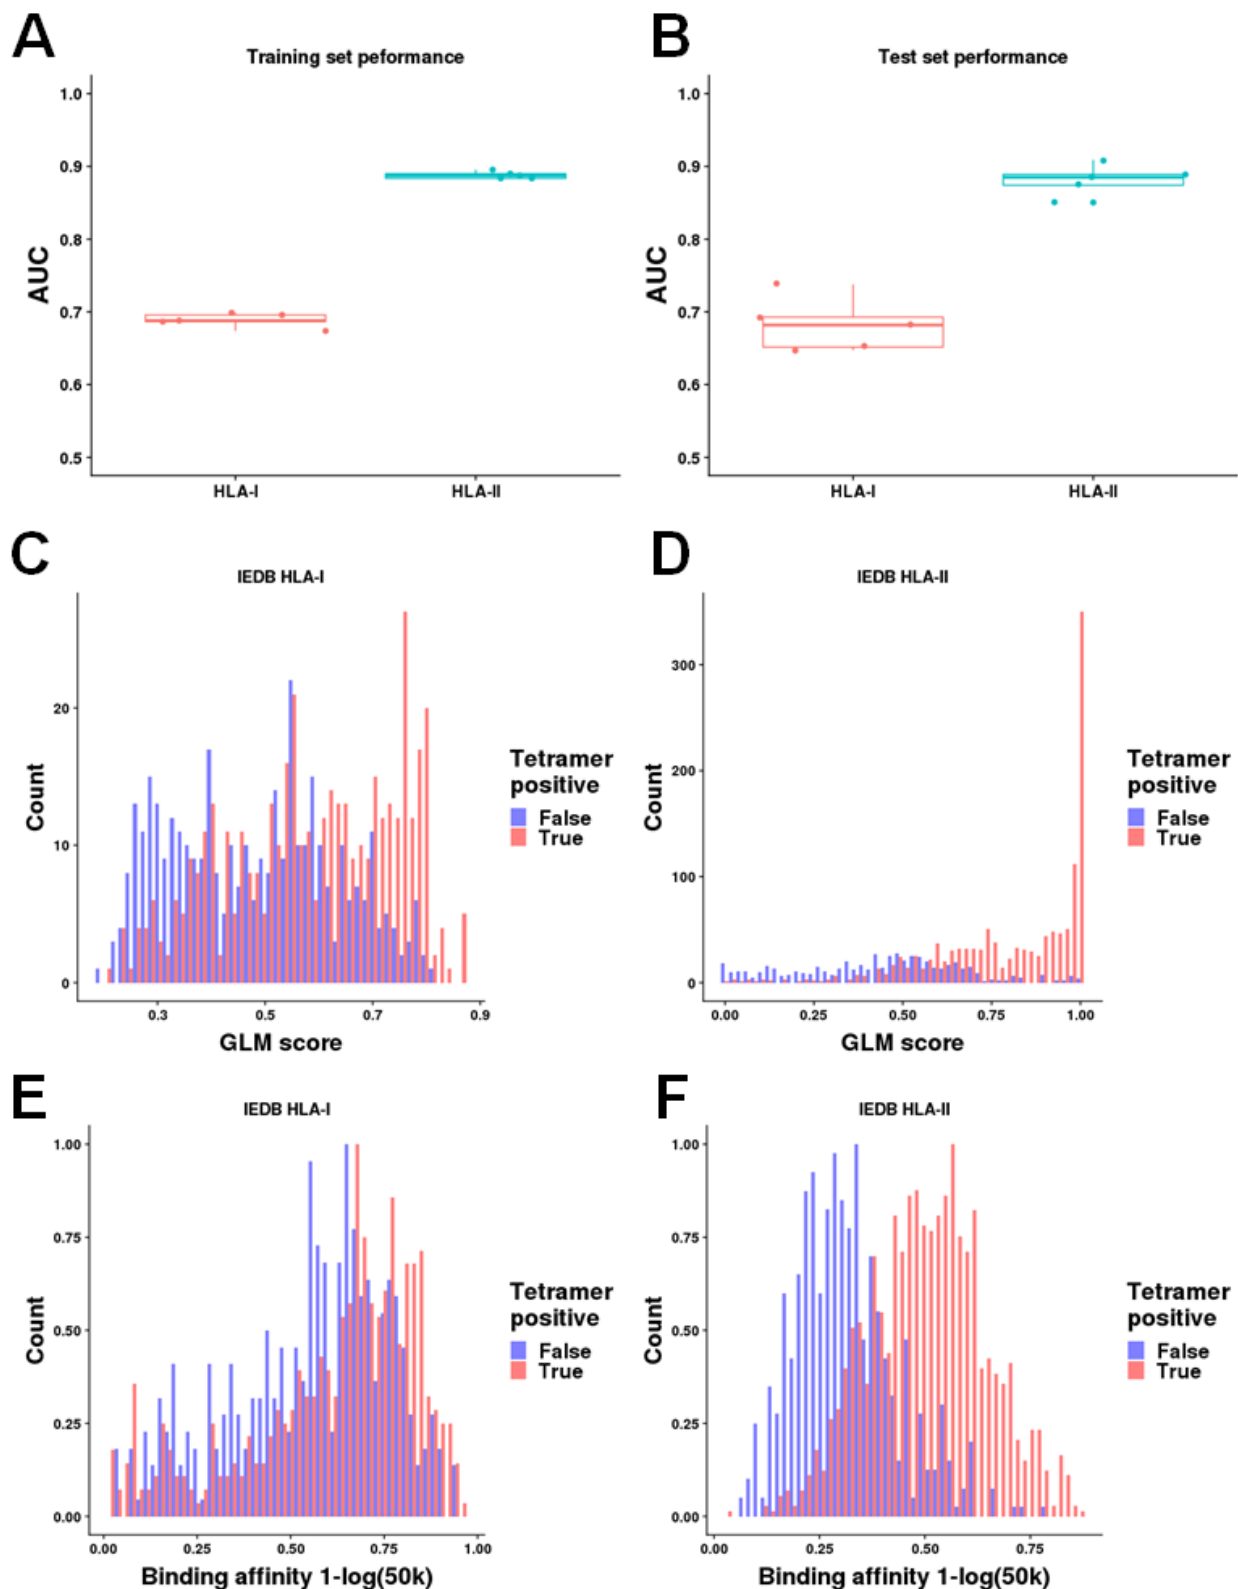 A
B
Training set peformance
Test set performance
1.0
0.9
0.8
0.7
0.6
0.5
AUC
HLA-I
HLA-II
1.0
0.9
0.8
0.7
0.6
0.5
AUC
HLA-I
HLA-II
C
IEDB HLA-I
20
10
0
Count
0.3
0.5
0.7
0.9
GLM score
Tetramer
positive
False
True
D
IEDB HLA-II
300
200
100
0
Count
0.00
0.25
0.50
0.75
1.00
GLM score
Tetramer
positive
False
True
E
IEDB HLA-I
1.00
0.75
0.50
0.25
0.00
Count
0.00
0.25
0.50
0.75
1.00
Binding affinity 1-log(50k)
Tetramer
positive
False
True
F
IEDB HLA-II
1.00
0.75
0.50
0.25
0.00
Count
0.00
0.25
0.50
0.75
Binding affinity 1-log(50k)
Tetramer
positive
False
True